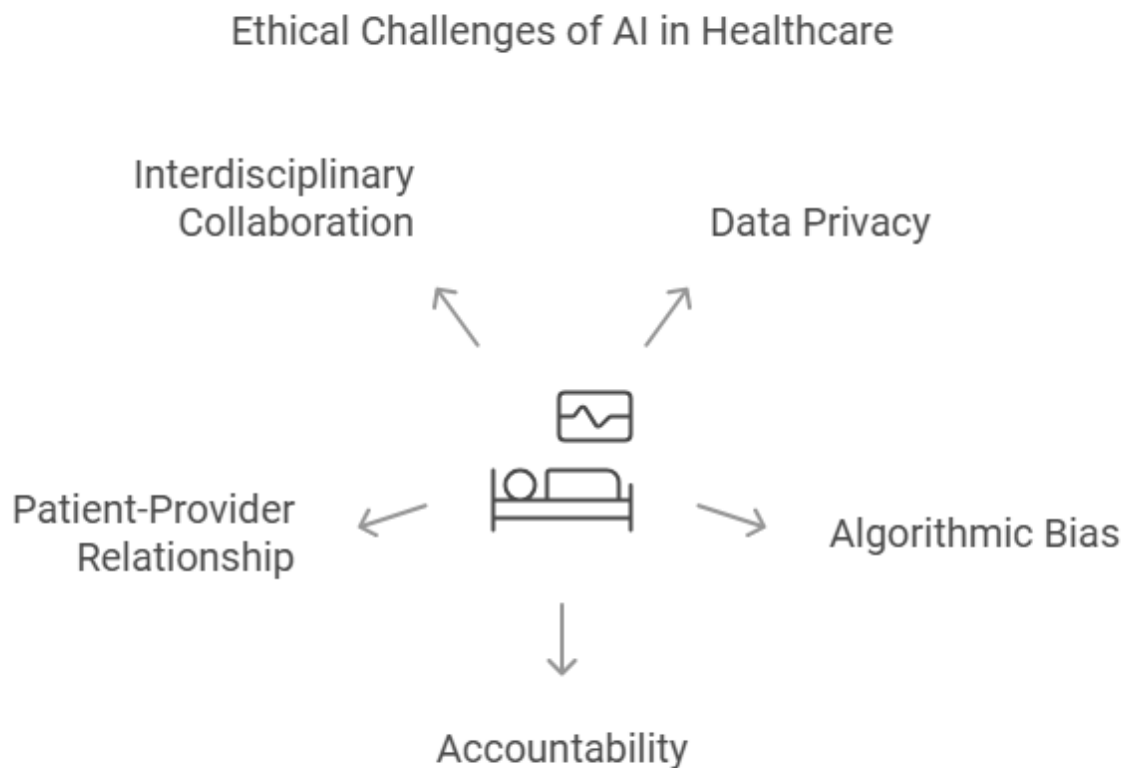 Ethical Challenges of AI in Healthcare
Interdisciplinary
Collaboration
Data Privacy
Patient-Provider
Relationship
Algorithmic Bias
Accountability